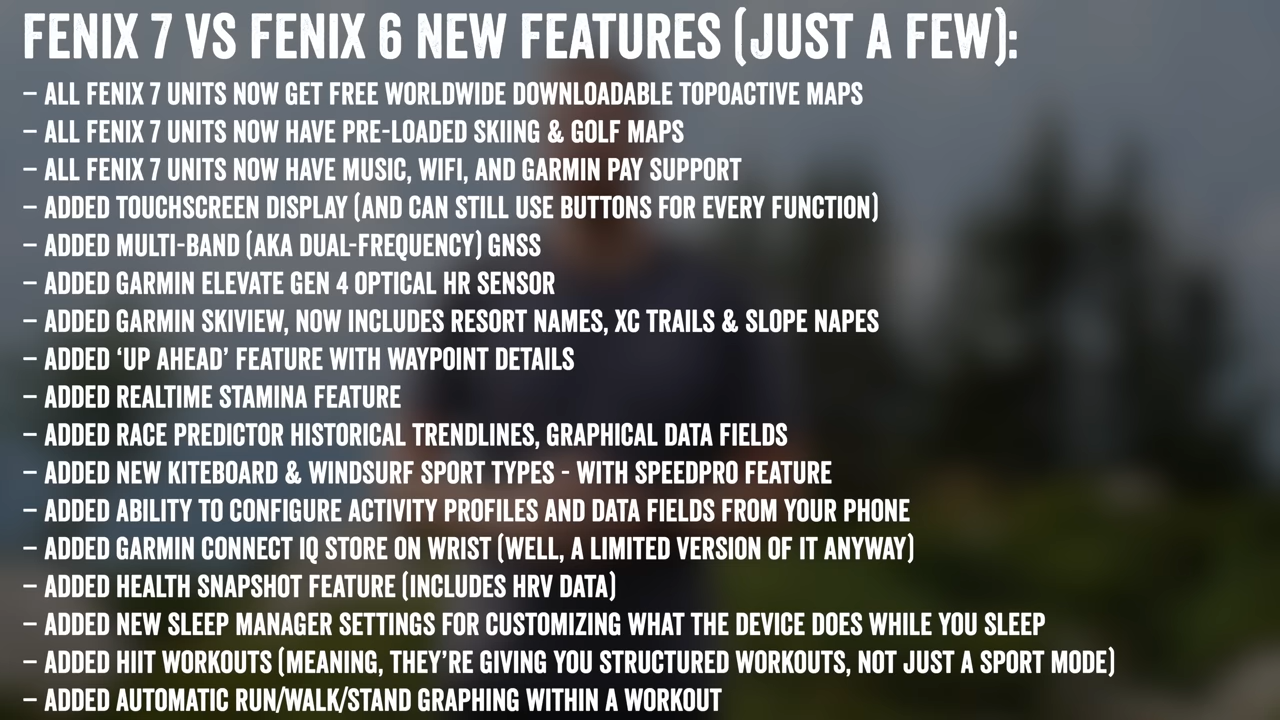 FENIX 7 VS FENIX 6 NEW FEATURES (JUST A FEW):
– ALL FENIX 7 UNITS NOW GET FREE WORLDWIDE DOWNLOADABLE TOPOACTIVE MAPS
– ALL FENIX 7 UNITS NOW HAVE PRE-LOADED SKIING & GOLF MAPS
– ALL FENIX 7 UNITS NOW HAVE MUSIC, WIFI, AND GARMIN PAY SUPPORT
– ADDED TOUCHSCREEN DISPLAY (AND CAN STILL USE BUTTONS FOR EVERY FUNCTION)
– ADDED MULTI-BAND (AKA DUAL-FREQUENCY) GNSS
– ADDED GARMIN ELEVATE GEN 4 OPTICAL HR SENSOR
– ADDED GARMIN SKIVIEW, NOW INCLUDES RESORT NAMES, XC TRAILS & SLOPE NAPES
– ADDED ‘UP AHEAD’ FEATURE WITH WAYPOINT DETAILS
– ADDED REALTIME STAMINA FEATURE
– ADDED RACE PREDICTOR HISTORICAL TRENDLINES, GRAPHICAL DATA FIELDS
– ADDED NEW KITEBOARD & WINDSURF SPORT TYPES - WITH SPEEDPRO FEATURE
– ADDED ABILITY TO CONFIGURE ACTIVITY PROFILES AND DATA FIELDS FROM YOUR PHONE
– ADDED GARMIN CONNECT IQ STORE ON WRIST (WELL, A LIMITED VERSION OF IT ANYWAY)
– ADDED HEALTH SNAPSHOT FEATURE (INCLUDES HRV DATA)
– ADDED NEW SLEEP MANAGER SETTINGS FOR CUSTOMIZING WHAT THE DEVICE DOES WHILE YOU SLEEP
– ADDED HIIT WORKOUTS (MEANING, THEY’RE GIVING YOU STRUCTURED WORKOUTS, NOT JUST A SPORT MODE)
– ADDED AUTOMATIC RUN/WALK/STAND GRAPHING WITHIN A WORKOUT